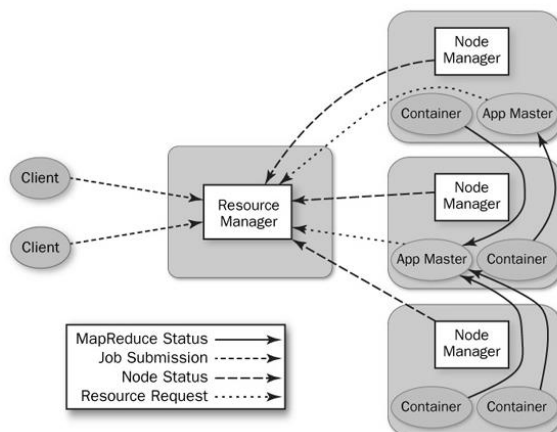 Node
Manager
Container
App Master
Client
Resource
Manager
Node
Manager
Client
App Master
Container
MapReduce Status
Job Submission
Node Status
Resource Request
Node
Manager
Container
Container